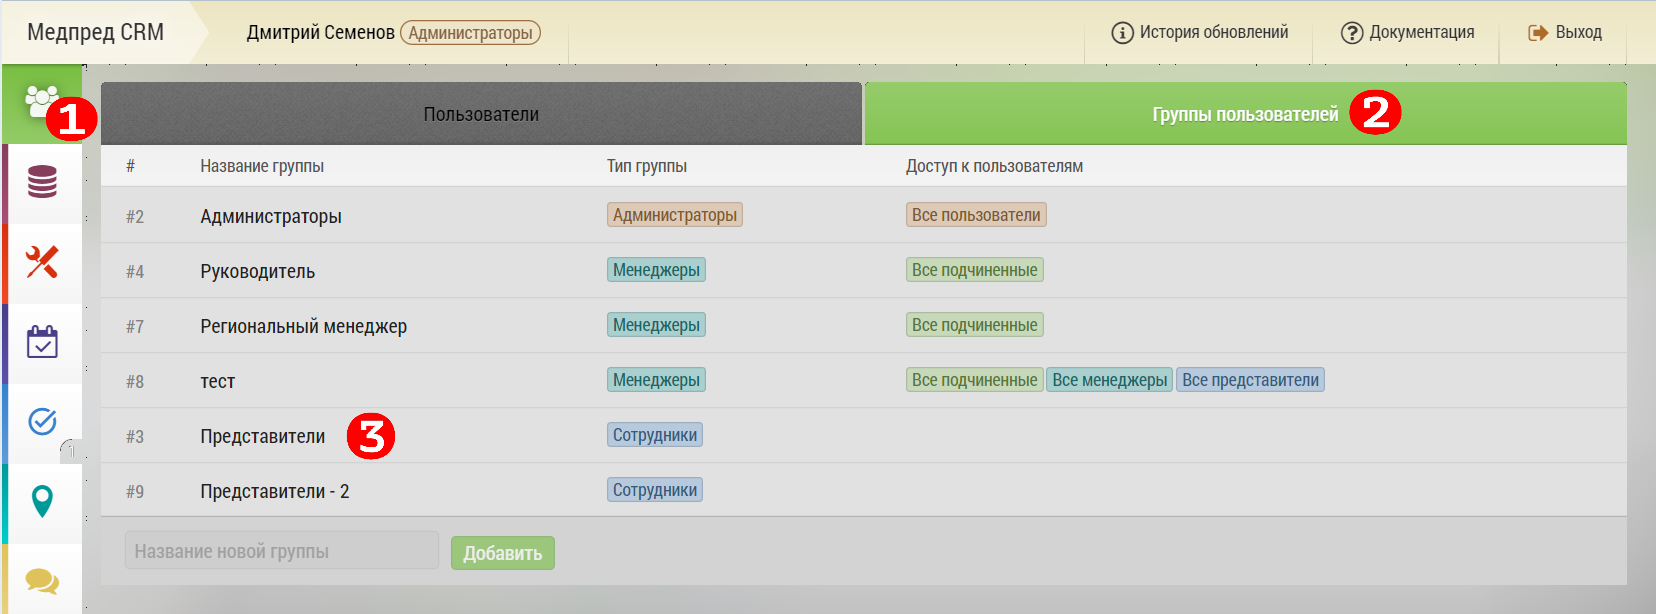 Медпред CRM Дмитрий Семенов Администраторы История обновлений Документация Выход
1 Пользователи Группы пользователей 2
# Название группы Тип группы Доступ к пользователям
#2 Администраторы Администраторы Все пользователи
#4 Руководитель Менеджеры Все подчиненные
#7 Региональный менеджер Менеджеры Все подчиненные
#8 тест Менеджеры Все подчиненные Все менеджеры Все представители
#3 Представители 3 Сотрудники
1
#9 Представители - 2 Сотрудники
Название новой группы Добавить